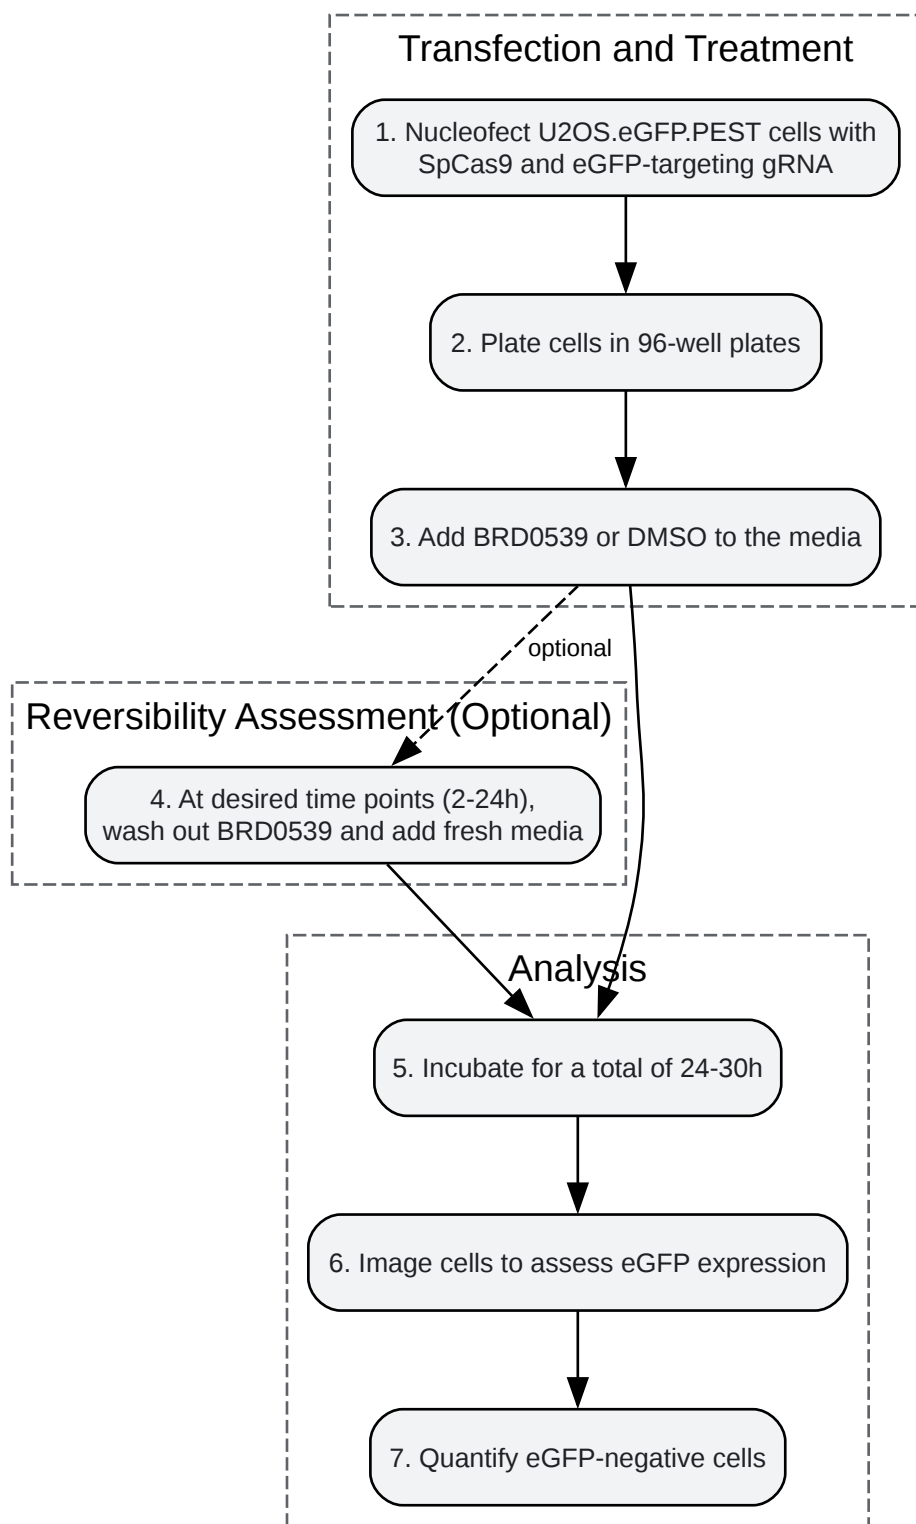 Transfection and Treatment
1. Nucleofect U2OS.eGFP.PEST cells with
SpCas9 and eGFP-targeting gRNA
2. Plate cells in 96-well plates
3. Add BRD0539 or DMSO to the media
optional
Reversibility Assessment (Optional)
4. At desired time points (2-24h),
wash out BRD0539 and add fresh media
Analysis
5. Incubate for a total of 24-30h
6. Image cells to assess eGFP expression
7. Quantify eGFP-negative cells